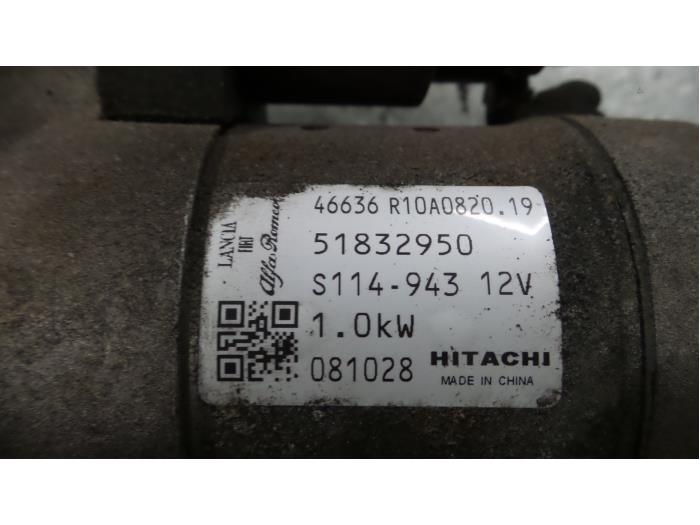 46636 R10A0820.19
51832950
S114-943 12V
1.0kW
081028 HITACHI
MADE IN CHINA
LANCIA
FIAT
Alfa Romeo